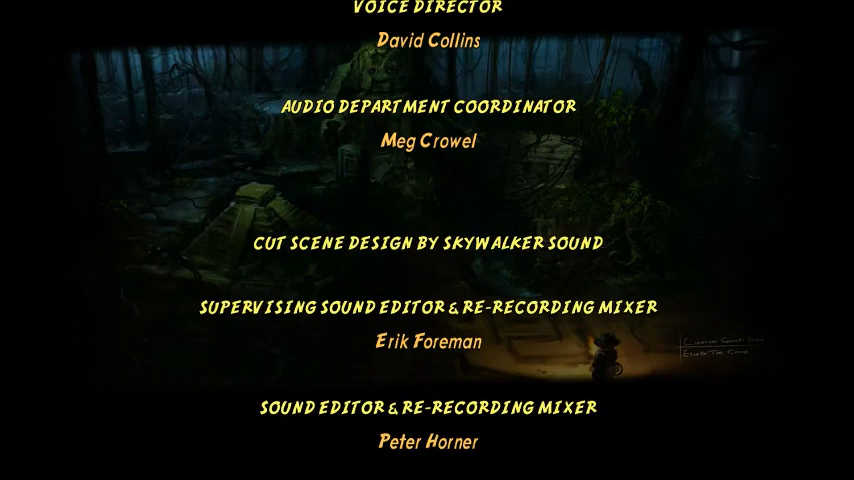 VOICE DIRECTOR
David Collins
AUDIO DEPARTMENT COORDINATOR
Meg Crowel
CUT SCENE DESIGN BY SKYWALKER SOUND
SUPERVISING SOUND EDITOR & RE-RECORDING MIXER
Erik Foreman
SOUND EDITOR & RE-RECORDING MIXER
Peter Horner